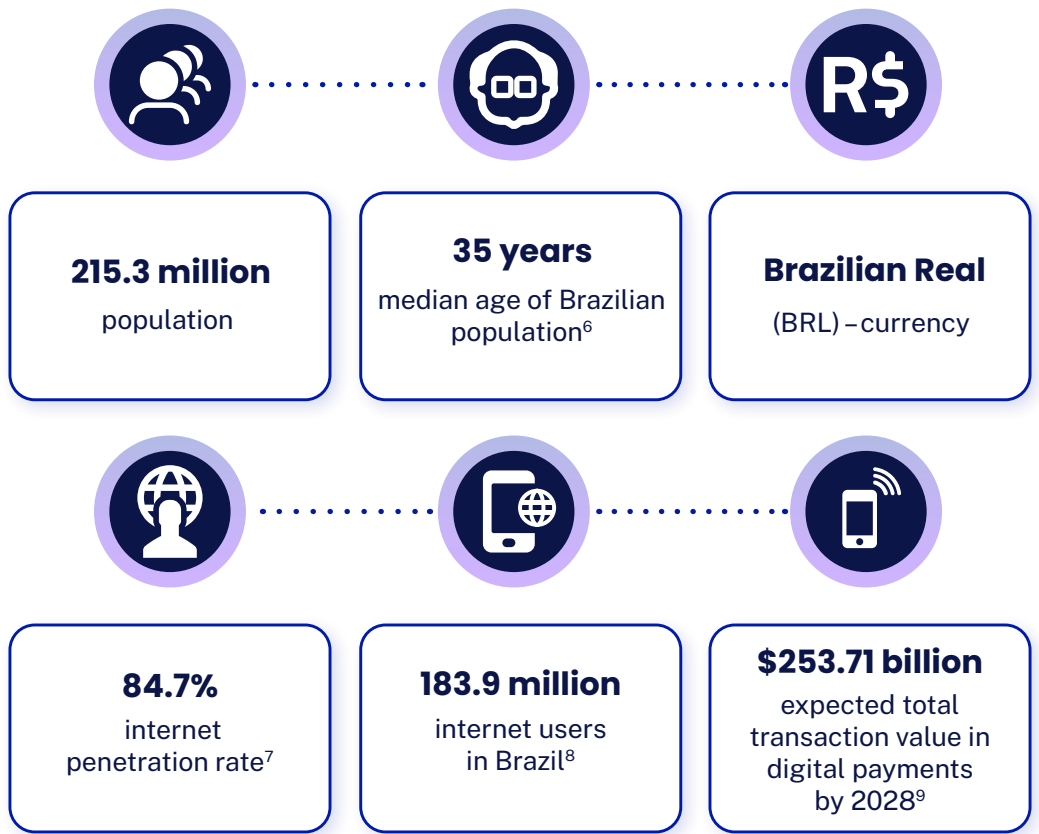 R$
215.3 million
population
35 years
median age of Brazilian
population⁶
Brazilian Real
(BRL) – currency
84.7%
internet
penetration rate⁷
183.9 million
internet users
in Brazil⁸
$253.71 billion
expected total
transaction value in
digital payments
by 2028⁹